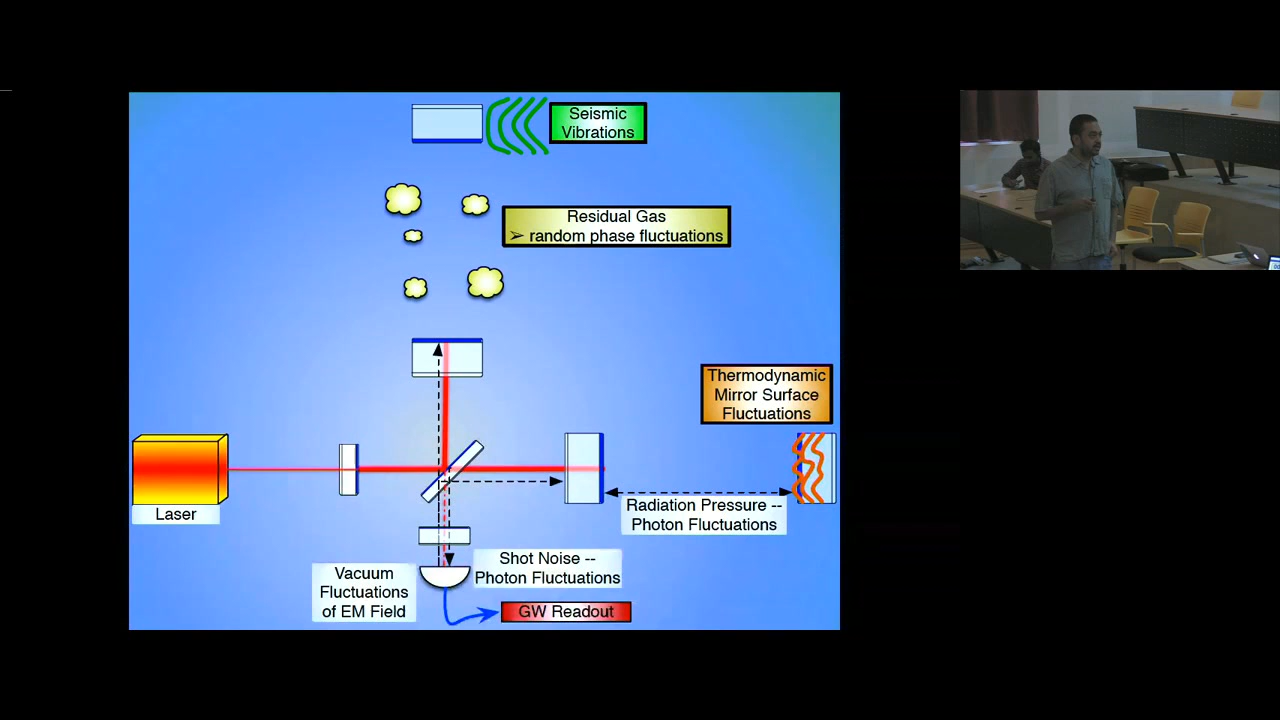 Seismic
Vibrations
Residual Gas
➢ random phase fluctuations
Thermodynamic
Mirror Surface
Fluctuations
Laser
Radiation Pressure --
Photon Fluctuations
Shot Noise --
Photon Fluctuations
Vacuum
Fluctuations
of EM Field
GW Readout